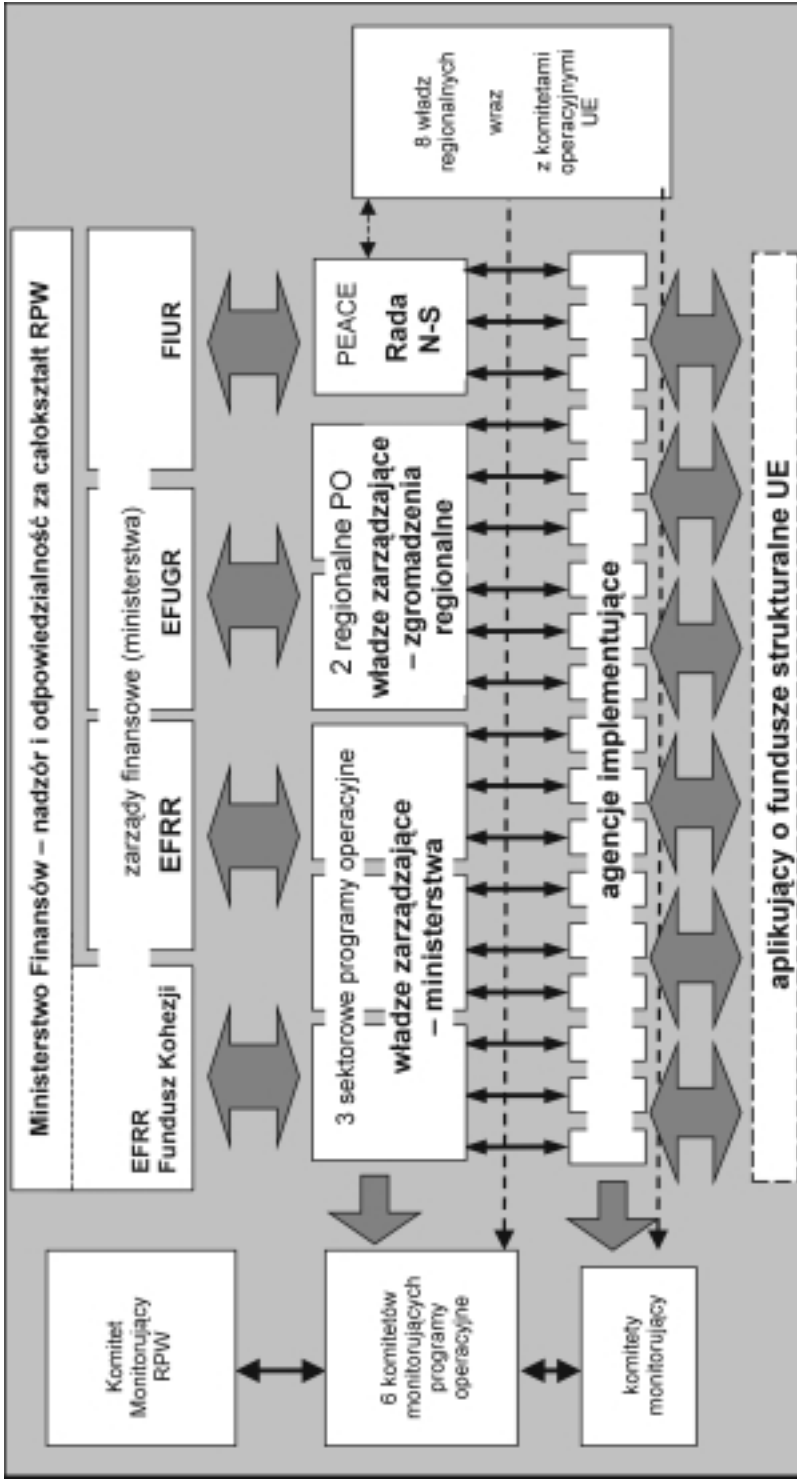 Ministerstwo Finansów – nadzór i odpowiedzialność za całokształt RPW
zarządy finansowe (ministerstwa)
EFRR
Fundusz Kohezji
EFRR
EFUGR
FIUR
Komitet
Monitorujący
RPW
3 sektorowe programy operacyjne
władze zarządzające
– ministerstwa
2 regionalne PO
władze zarządzające
– zgromadzenia
regionalne
PEACE
Rada
N-S
8 władz
regionalnych
wraz
z komitetami
operacyjnymi
UE
6 komitetów
monitorujących
programy
operacyjne
agencje implementujące
komitety
monitorujący
aplikujący o fundusze strukturalne UE